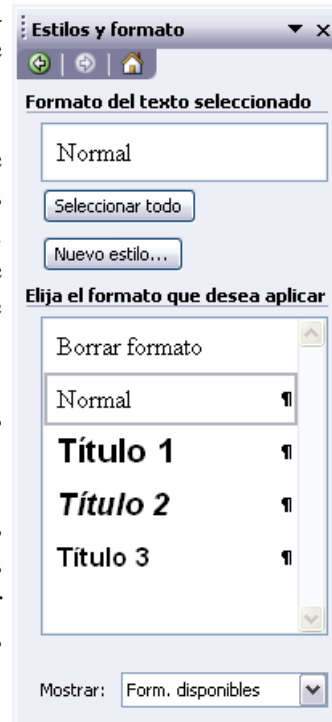 Estilos y formato
Formato del texto seleccionado
Normal
Seleccionar todo
Nuevo estilo...
Elija el formato que desea aplicar
Borrar formato
Normal ¶
Título 1 ¶
Título 2 ¶
Título 3 ¶
Mostrar: Form. disponibles